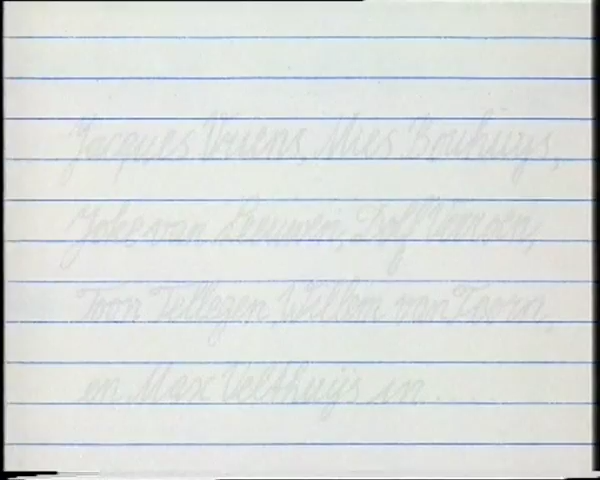 Jacques Vriens, Mies Bouhuys,
Joke van Leeuwen, Dolf Verroen,
Toon Tellegen, Willem van Toorn,
en Max Velthuijs in.....